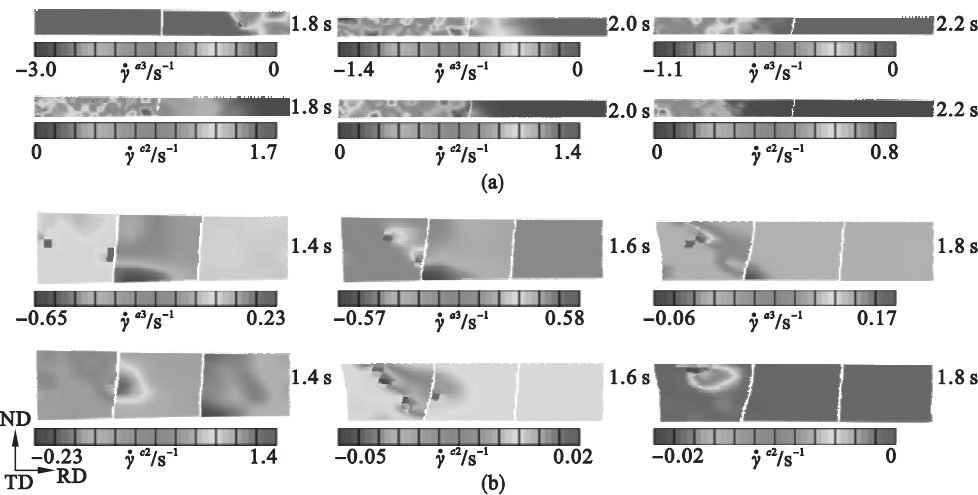 1.8 s 2.0 s 2.2 s
−3.0 γ̇ a3/s−1 0 −1.4 γ̇ a3/s−1 0 −1.1 γ̇ a3/s−1 0
1.8 s 2.0 s 2.2 s
0 γ̇ c2/s−1 1.7 0 γ̇ c2/s−1 1.4 0 γ̇ c2/s−1 0.8
(a)
1.4 s 1.6 s 1.8 s
−0.65 γ̇ a3/s−1 0.23 −0.57 γ̇ a3/s−1 0.58 −0.06 γ̇ a3/s−1 0.17
1.4 s 1.6 s 1.8 s
ND
−0.23 γ̇ c2/s−1 1.4 −0.05 γ̇ c2/s−1 0.02 −0.02 γ̇ c2/s−1 0
TD RD
(b)